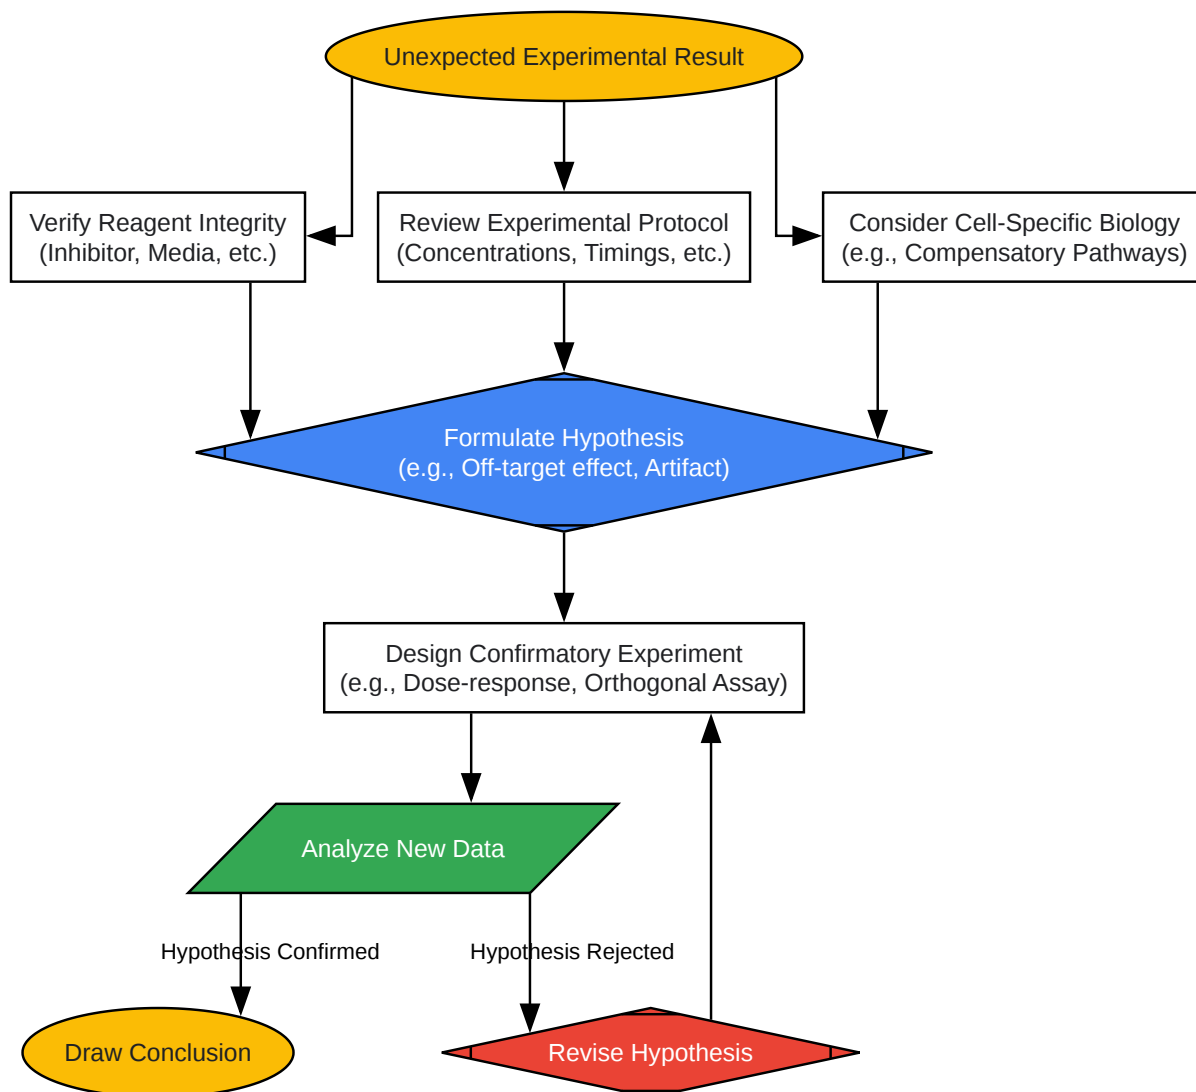 Unexpected Experimental Result
Verify Reagent Integrity
(Inhibitor, Media, etc.)
Review Experimental Protocol
(Concentrations, Timings, etc.)
Consider Cell-Specific Biology
(e.g., Compensatory Pathways)
Formulate Hypothesis
(e.g., Off-target effect, Artifact)
Design Confirmatory Experiment
(e.g., Dose-response, Orthogonal Assay)
Analyze New Data
Hypothesis Confirmed
Hypothesis Rejected
Draw Conclusion
Revise Hypothesis